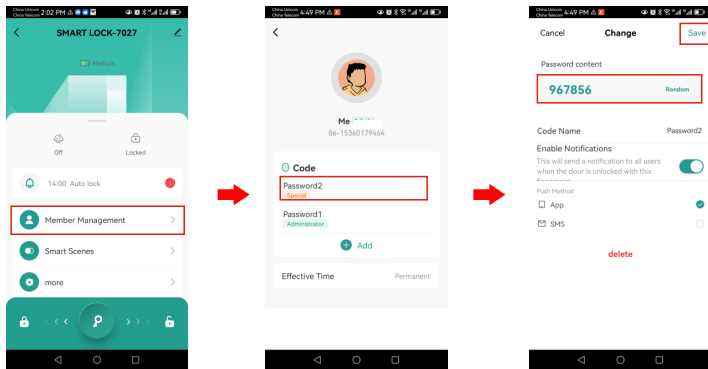 China Unicom
China Telecom 2:02 PM
SMART LOCK-7027
Medium
Off
Locked
14:00 Auto lock
Member Management
Smart Scenes
more
China Unicom
China Telecom 4:49 PM
Me
86-15360179464
Code
Password2
Special
Password1
Administrator
Add
Effective Time
Permanent
China Unicom
China Telecom 4:49 PM
Cancel
Change
Save
Password content
967856
Random
Code Name
Password2
Enable Notifications
This will send a notification to all users
when the door is unlocked with this
Push Method
App
SMS
delete